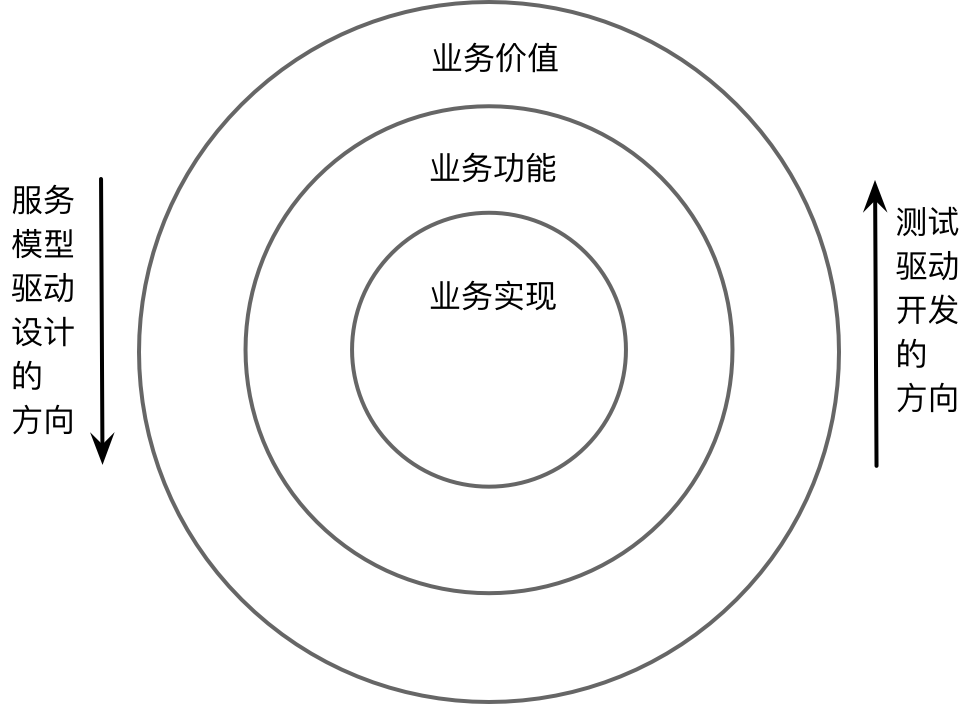 业务价值
业务功能
业务实现
服务
模型
驱动
设计
的
方向
测试
驱动
开发
的
方向